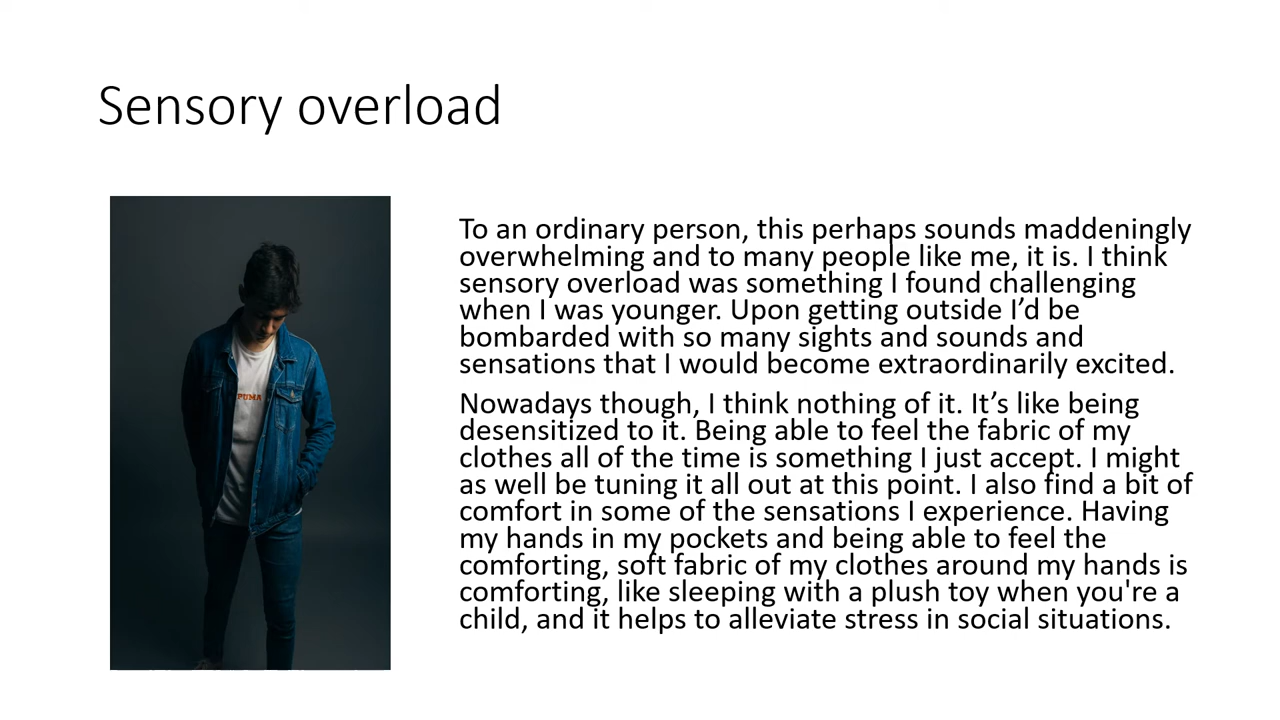 Sensory overload
To an ordinary person, this perhaps sounds maddeningly
overwhelming and to many people like me, it is. I think
sensory overload was something I found challenging
when I was younger. Upon getting outside I’d be
bombarded with so many sights and sounds and
sensations that I would become extraordinarily excited.
Nowadays though, I think nothing of it. It’s like being
desensitized to it. Being able to feel the fabric of my
clothes all of the time is something I just accept. I might
as well be tuning it all out at this point. I also find a bit of
comfort in some of the sensations I experience. Having
my hands in my pockets and being able to feel the
comforting, soft fabric of my clothes around my hands is
comforting, like sleeping with a plush toy when you're a
child, and it helps to alleviate stress in social situations.
PUMA